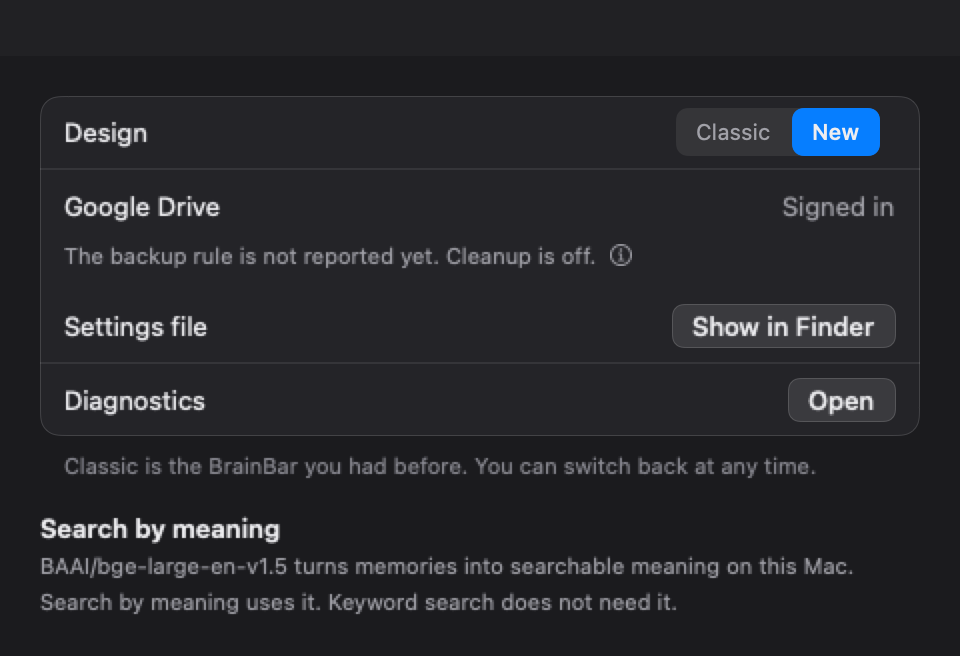 Design
Classic
New
Google Drive
Signed in
The backup rule is not reported yet. Cleanup is off.
Settings file
Show in Finder
Diagnostics
Open
Classic is the BrainBar you had before. You can switch back at any time.
Search by meaning
BAAI/bge-large-en-v1.5 turns memories into searchable meaning on this Mac.
Search by meaning uses it. Keyword search does not need it.